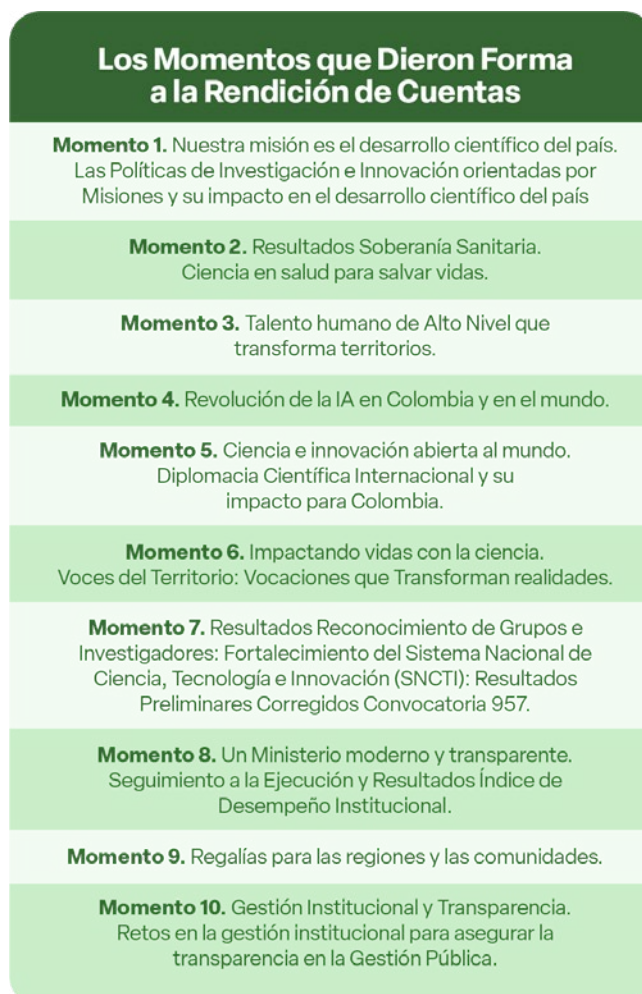 Los Momentos que Dieron Forma
a la Rendición de Cuentas
Momento 1. Nuestra misión es el desarrollo científico del país.
Las Políticas de Investigación e Innovación orientadas por
Misiones y su impacto en el desarrollo científico del país
Momento 2. Resultados Soberanía Sanitaria.
Ciencia en salud para salvar vidas.
Momento 3. Talento humano de Alto Nivel que
transforma territorios.
Momento 4. Revolución de la IA en Colombia y en el mundo.
Momento 5. Ciencia e innovación abierta al mundo.
Diplomacia Científica Internacional y su
impacto para Colombia.
Momento 6. Impactando vidas con la ciencia.
Voces del Territorio: Vocaciones que Transforman realidades.
Momento 7. Resultados Reconocimiento de Grupos e
Investigadores: Fortalecimiento del Sistema Nacional de
Ciencia, Tecnología e Innovación (SNCTI): Resultados
Preliminares Corregidos Convocatoria 957.
Momento 8. Un Ministerio moderno y transparente.
Seguimiento a la Ejecución y Resultados Índice de
Desempeño Institucional.
Momento 9. Regalías para las regiones y las comunidades.
Momento 10. Gestión Institucional y Transparencia.
Retos en la gestión institucional para asegurar la
transparencia en la Gestión Pública.